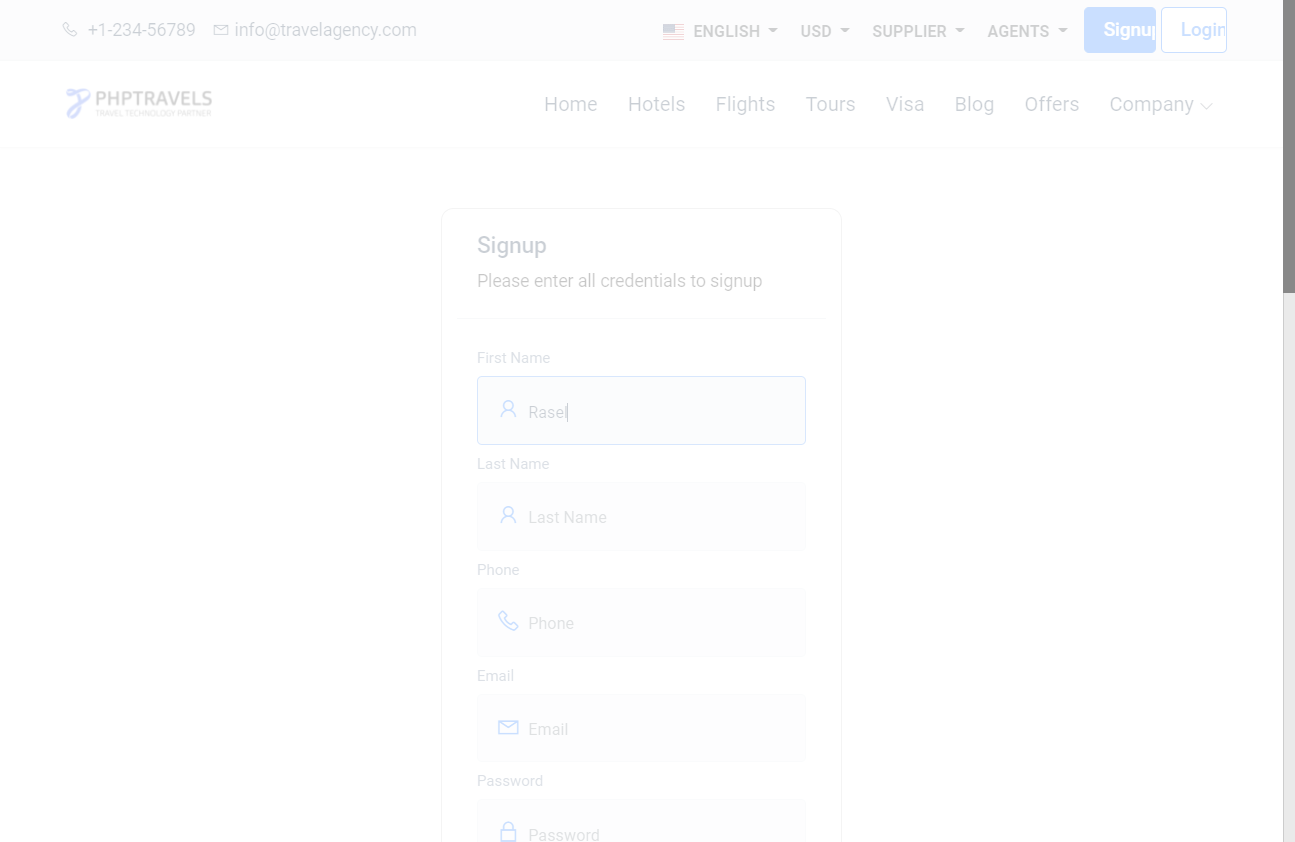 +1-234-56789 info@travelagency.com ENGLISH USD SUPPLIER AGENTS Signup Login
PHPTRAVELS
TRAVEL TECHNOLOGY PARTNER
Home Hotels Flights Tours Visa Blog Offers Company
Signup
Please enter all credentials to signup
First Name
Rasel
Last Name
Last Name
Phone
Phone
Email
Email
Password
Password